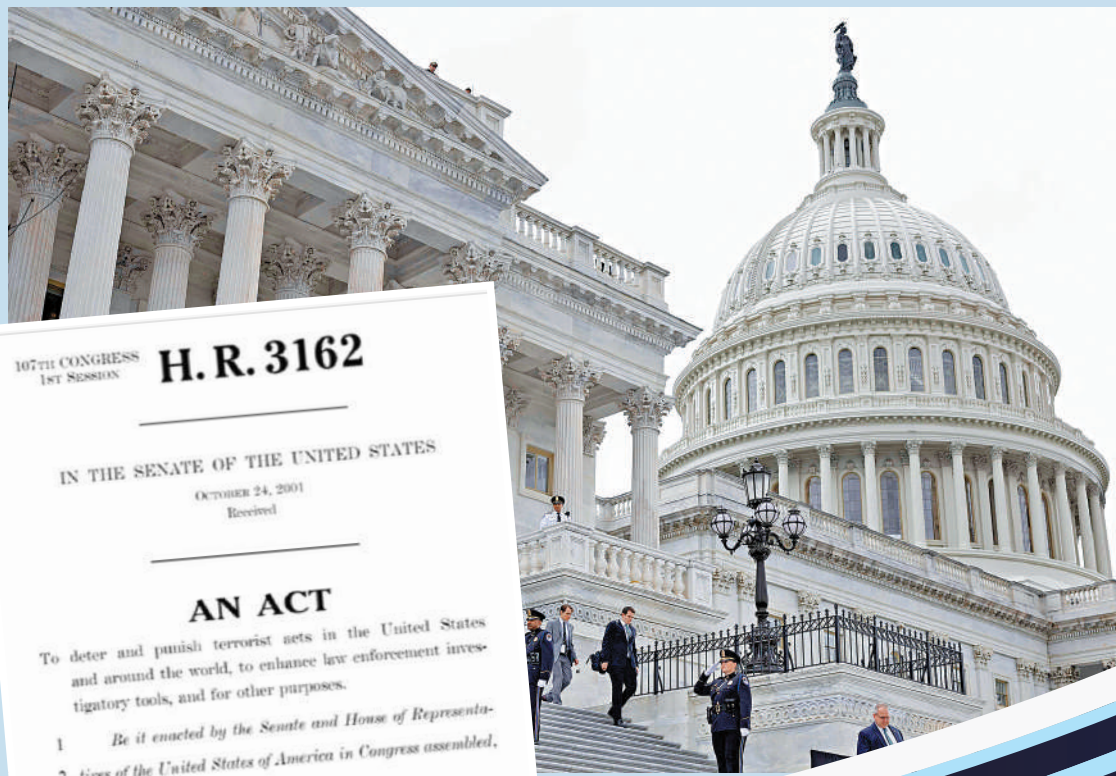 107TH CONGRESS
1ST SESSION
H. R. 3162
IN THE SENATE OF THE UNITED STATES
OCTOBER 24, 2001
Received
AN ACT
To deter and punish terrorist acts in the United States
and around the world, to enhance law enforcement inves-
tigatory tools, and for other purposes.
1 Be it enacted by the Senate and House of Representa-
2 tives of the United States of America in Congress assembled,